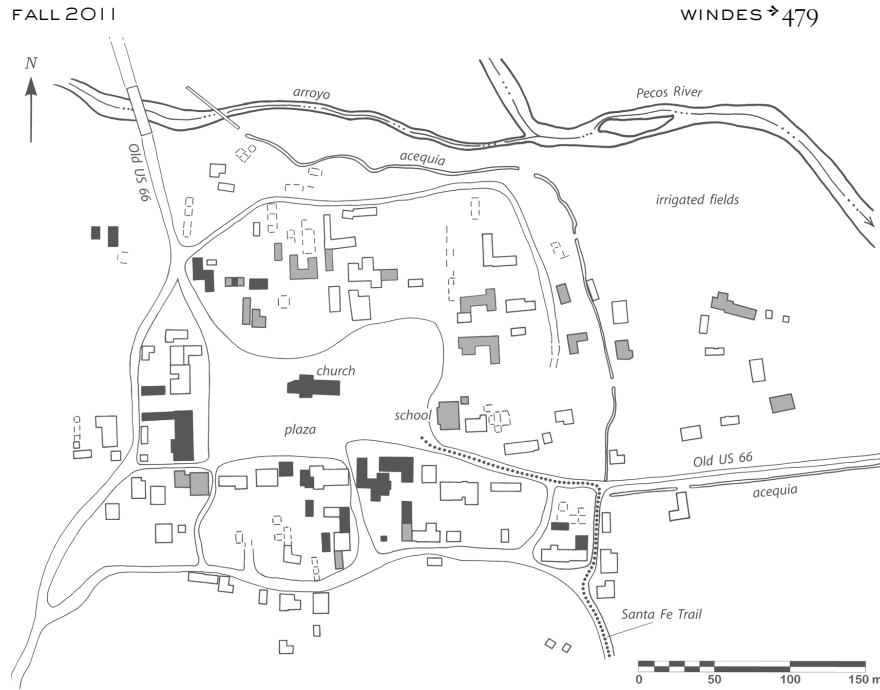 FALL 2011
WINDES → 479
N
arroyo
Pecos River
acequia
Old US 66
irrigated fields
church
school
plaza
Old US 66
acequia
Santa Fe Trail
0 50 100 150 m